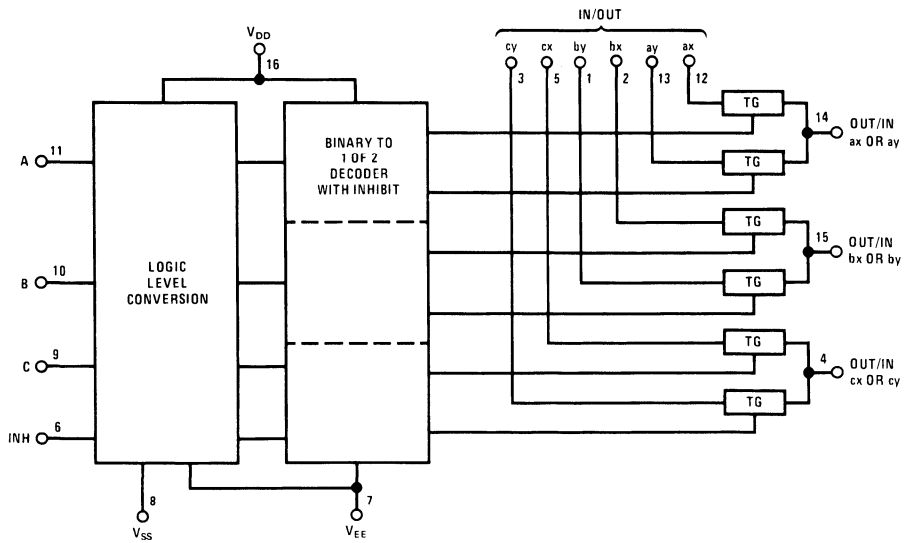 IN/OUT
V_DD
cy cx by bx ay ax
16
3 5 1 2 13 12
TG
14
OUT/IN
ax OR ay
A 11
BINARY TO
1 OF 2
DECODER
WITH INHIBIT
TG
TG
15
OUT/IN
bx OR by
B 10
LOGIC
LEVEL
CONVERSION
TG
TG
C 9
4
OUT/IN
cx OR cy
TG
INH 6
8
7
V_SS
V_EE